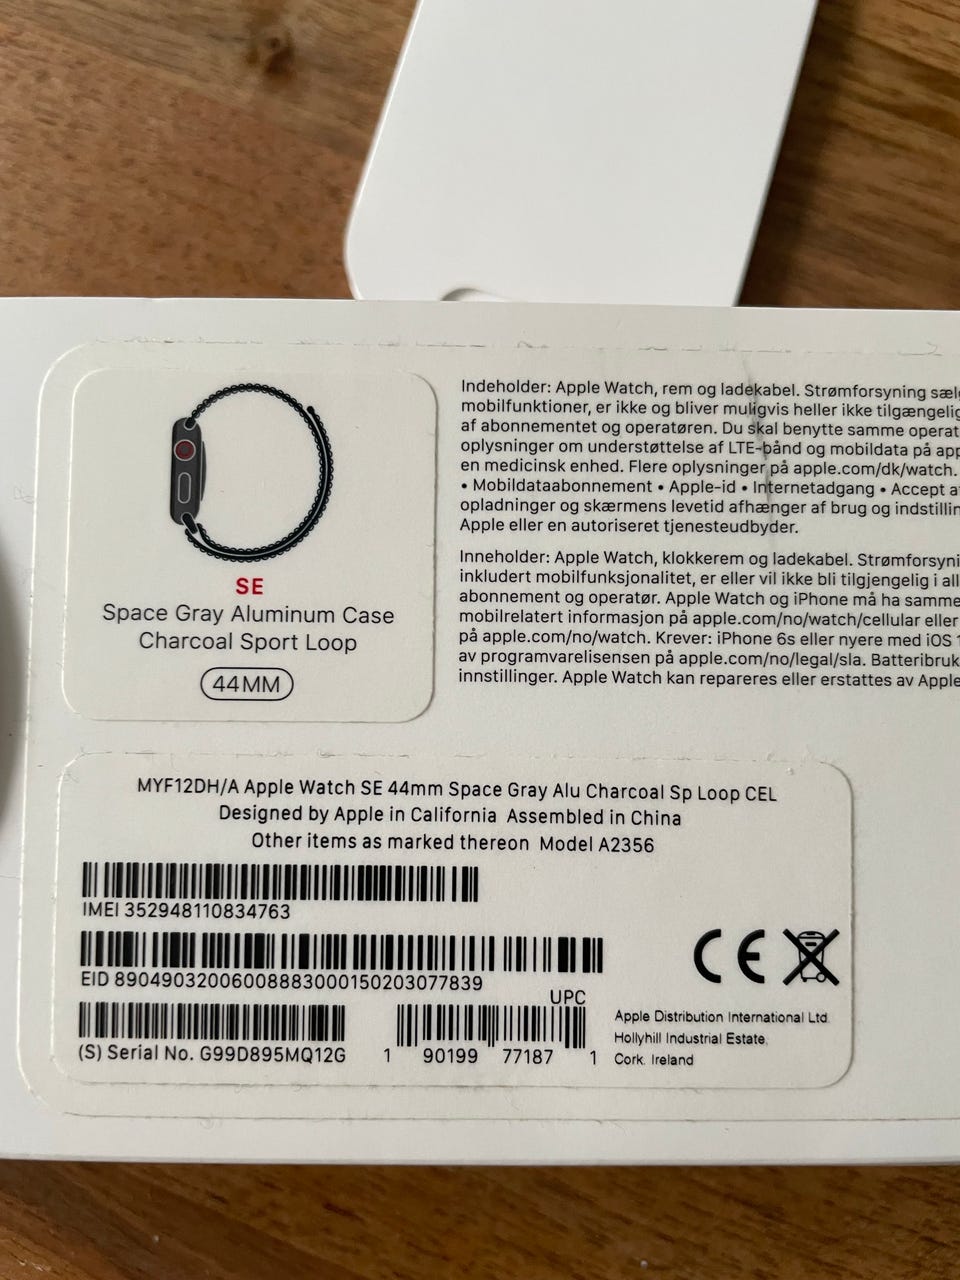 SE
Space Gray Aluminum Case
Charcoal Sport Loop
44MM
Indeholder: Apple Watch, rem og ladekabel. Strømforsyning
mobilfunktioner, er ikke og bliver muligvis heller ikke
af abonnementet og operatøren. Du skal benytte samme
oplysninger om understøttelse af LTE-bånd og mobildata på
en medicinsk enhed. Flere oplysninger på apple.com/dk/watch.
• Mobildataabonnement • Apple-id • Internetadgang • Accept
opladninger og skærmens levetid afhænger af brug og
Apple eller en autoriseret tjenesteudbyder.
Inneholder: Apple Watch, klokkerem og ladekabel.
inkludert mobilfunksjonalitet, er eller vil ikke bli tilgjengelig i
abonnement og operatør. Apple Watch og iPhone må ha
mobilrelatert informasjon på apple.com/no/watch/cellular eller
på apple.com/no/watch. Krever: iPhone 6s eller nyere med iOS
av programvarelisensen på apple.com/no/legal/sla.
innstillinger. Apple Watch kan repareres eller erstattes av Apple
MYF12DH/A Apple Watch SE 44mm Space Gray Alu Charcoal Sp Loop CEL
Designed by Apple in California Assembled in China
Other items as marked thereon Model A2356
IMEI 352948110834763
EID 89049032006008883000150203077839
UPC
(S) Serial No. G99D895MQ12G
1 90199 77187 1
CE
Apple Distribution International Ltd.
Hollyhill Industrial Estate,
Cork. Ireland